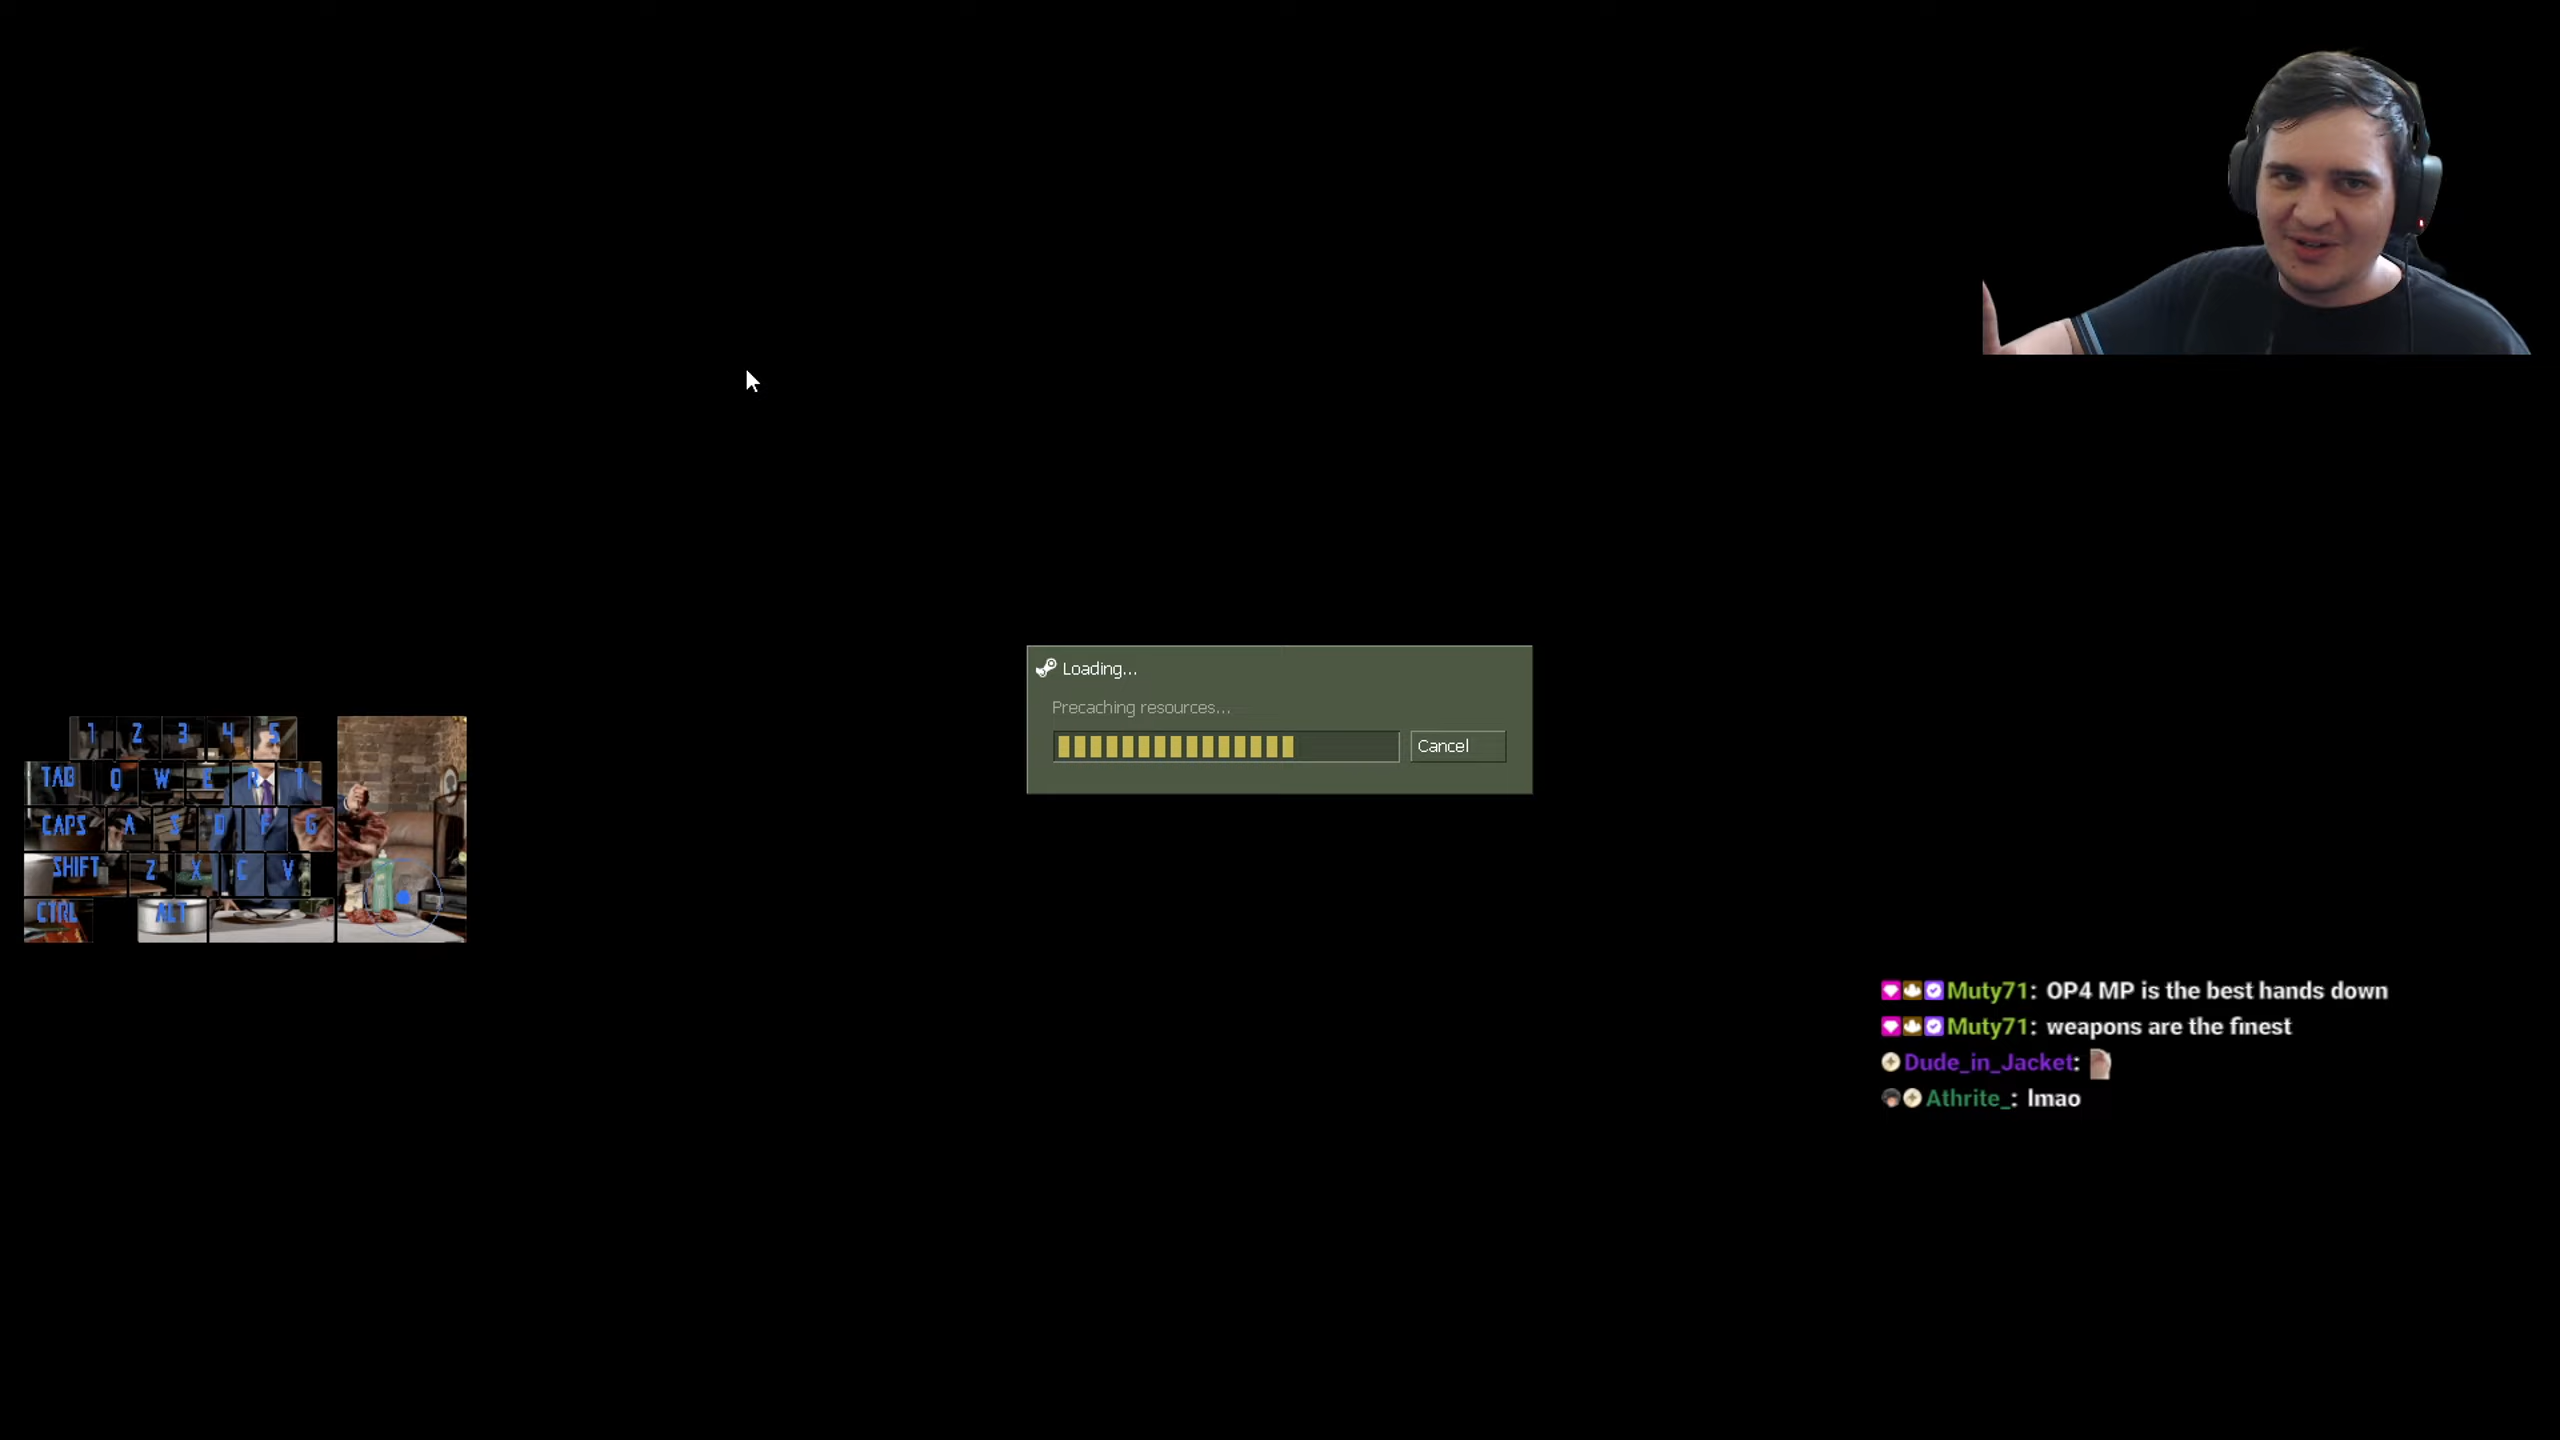 Loading...
Precaching resources...
Cancel
1 2 3 4 5
TAB Q W E R T
CAPS A S D F G
SHIFT Z X C V
CTRL ALT
Muty71: OP4 MP is the best hands down
Muty71: weapons are the finest
Dude_in_Jacket:
Athrite_: lmao